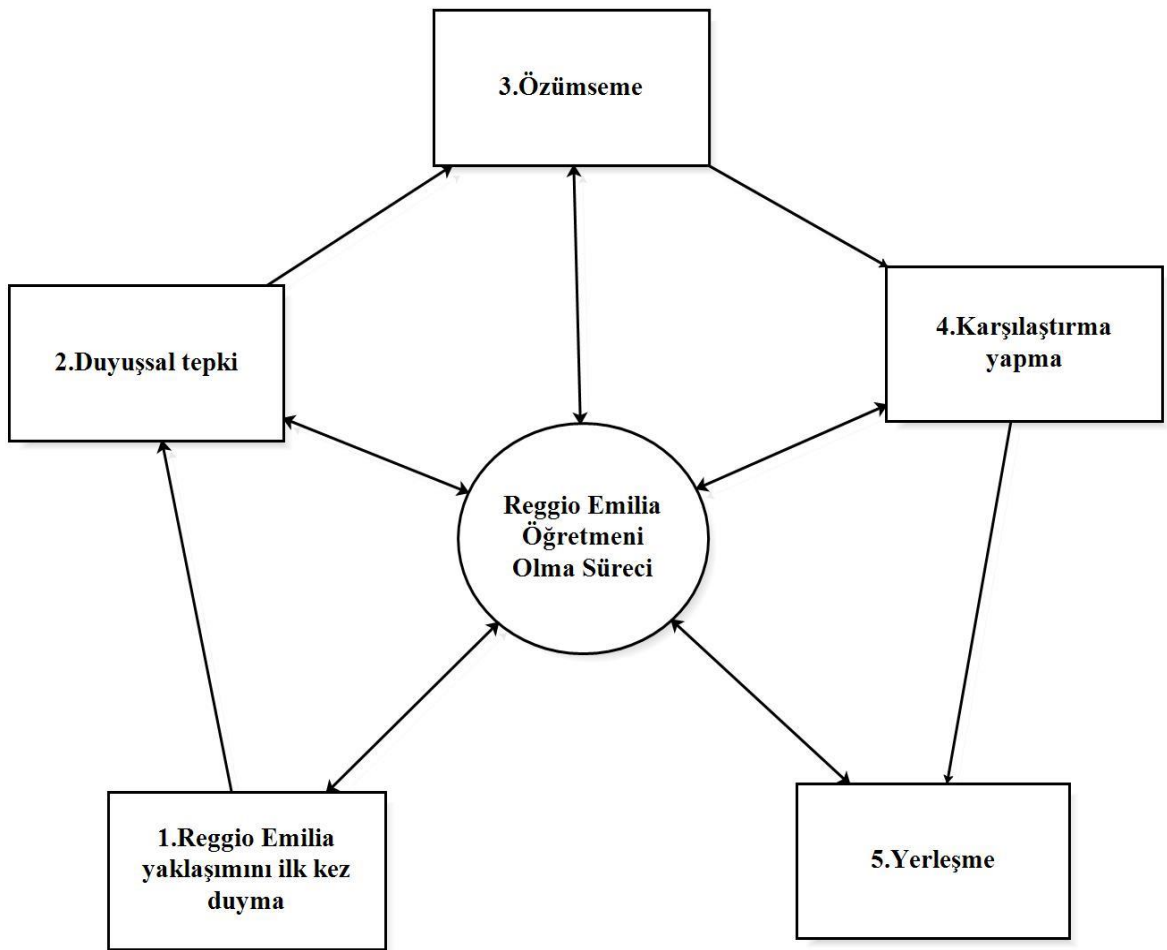 3.Özümseme
2.Duyuşsal tepki
4.Karşılaştırma
yapma
Reggio Emilia
Öğretmeni
Olma Süreci
1.Reggio Emilia
yaklaşımını ilk kez
duyma
5.Yerleşme